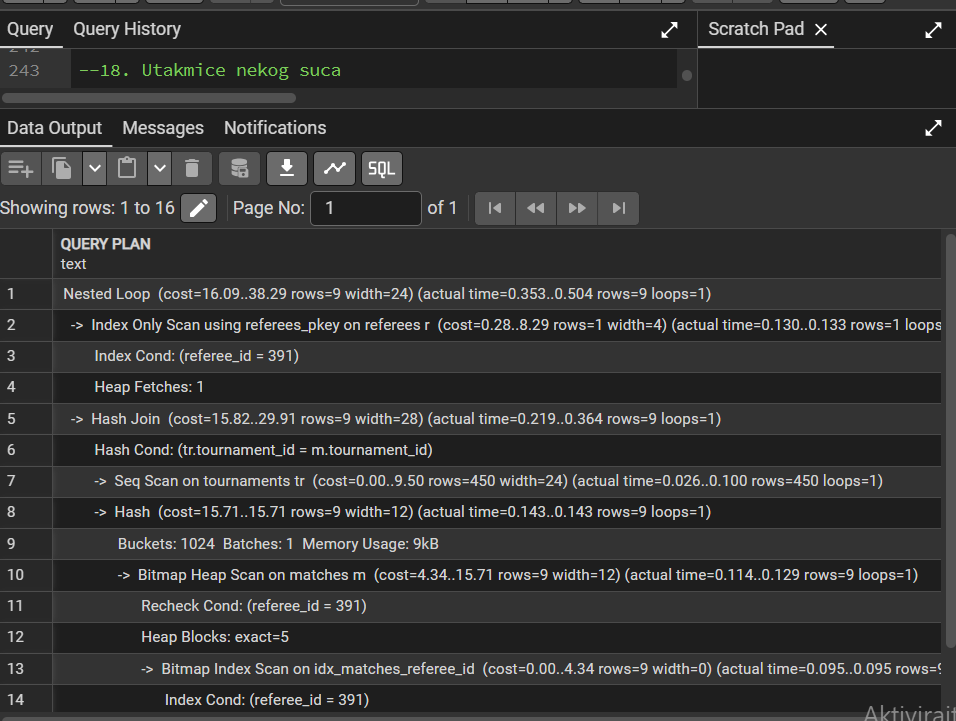 Query Query History Scratch Pad
243 --18. Utakmice nekog suca
Data Output Messages Notifications
SQL
Showing rows: 1 to 16 Page No: 1 of 1
QUERY PLAN
text
1 Nested Loop (cost=16.09..38.29 rows=9 width=24) (actual time=0.353..0.504 rows=9 loops=1)
2 -> Index Only Scan using referees_pkey on referees r (cost=0.28..8.29 rows=1 width=4) (actual time=0.130..0.133 rows=1 loops
3 Index Cond: (referee_id = 391)
4 Heap Fetches: 1
5 -> Hash Join (cost=15.82..29.91 rows=9 width=28) (actual time=0.219..0.364 rows=9 loops=1)
6 Hash Cond: (tr.tournament_id = m.tournament_id)
7 -> Seq Scan on tournaments tr (cost=0.00..9.50 rows=450 width=24) (actual time=0.026..0.100 rows=450 loops=1)
8 -> Hash (cost=15.71..15.71 rows=9 width=12) (actual time=0.143..0.143 rows=9 loops=1)
9 Buckets: 1024 Batches: 1 Memory Usage: 9kB
10 -> Bitmap Heap Scan on matches m (cost=4.34..15.71 rows=9 width=12) (actual time=0.114..0.129 rows=9 loops=1)
11 Recheck Cond: (referee_id = 391)
12 Heap Blocks: exact=5
13 -> Bitmap Index Scan on idx_matches_referee_id (cost=0.00..4.34 rows=9 width=0) (actual time=0.095..0.095 rows=9
14 Index Cond: (referee_id = 391)